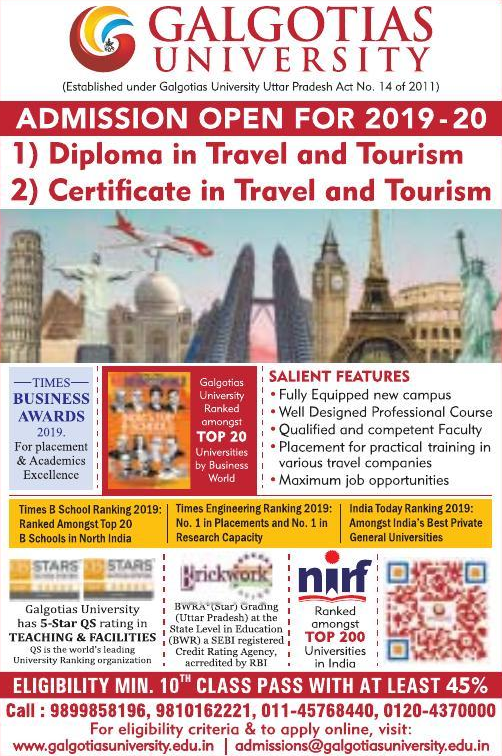 GALGOTIAS
UNIVERSITY
(Established under Galgotias University Uttar Pradesh Act No. 14 of 2011)
ADMISSION OPEN FOR 2019-20
1) Diploma in Travel and Tourism
2) Certificate in Travel and Tourism
TIMES
BUSINESS
AWARDS
2019.
For placement
& Academics
Excellence
Galgotias
University
Ranked
amongst
TOP 20
Universities
by Business
World
SALIENT FEATURES
• Fully Equipped new campus
• Well Designed Professional Course
• Qualified and competent Faculty
• Placement for practical training in
various travel companies
• Maximum job opportunities
Times B School Ranking 2019:
Ranked Amongst Top 20
B Schools in North India
Times Engineering Ranking 2019:
No. 1 in Placements and No. 1 in
Research Capacity
India Today Ranking 2019:
Amongst India's Best Private
General Universities
STARS
STARS
Galgotias University
has 5-Star QS rating in
TEACHING & FACILITIES
QS is the world's leading
University Ranking organization
Brickwork
BWRA (Star) Grading
(Uttar Pradesh) at the
State Level in Education
(BWR) a SEBI registered
Credit Rating Agency,
acrredited by RBI
nirf
Ranked
amongst
TOP 200
Universities
in India
ELIGIBILITY MIN. 10TH CLASS PASS WITH AT LEAST 45%
Call : 9899858196, 9810162221, 011-45768440, 0120-4370000
For eligibility criteria & to apply online, visit:
www.galgotiasuniversity.edu.in | admissions@galgotiasuniversity.edu.in